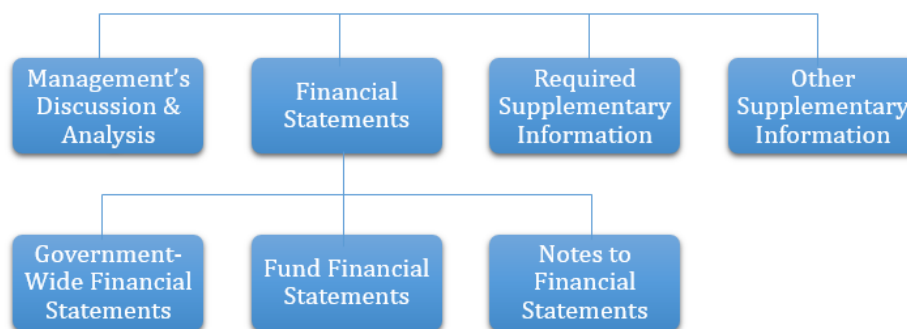 Management's
Discussion &
Analysis
Financial
Statements
Required
Supplementary
Information
Other
Supplementary
Information
Government-
Wide Financial
Statements
Fund Financial
Statements
Notes to
Financial
Statements